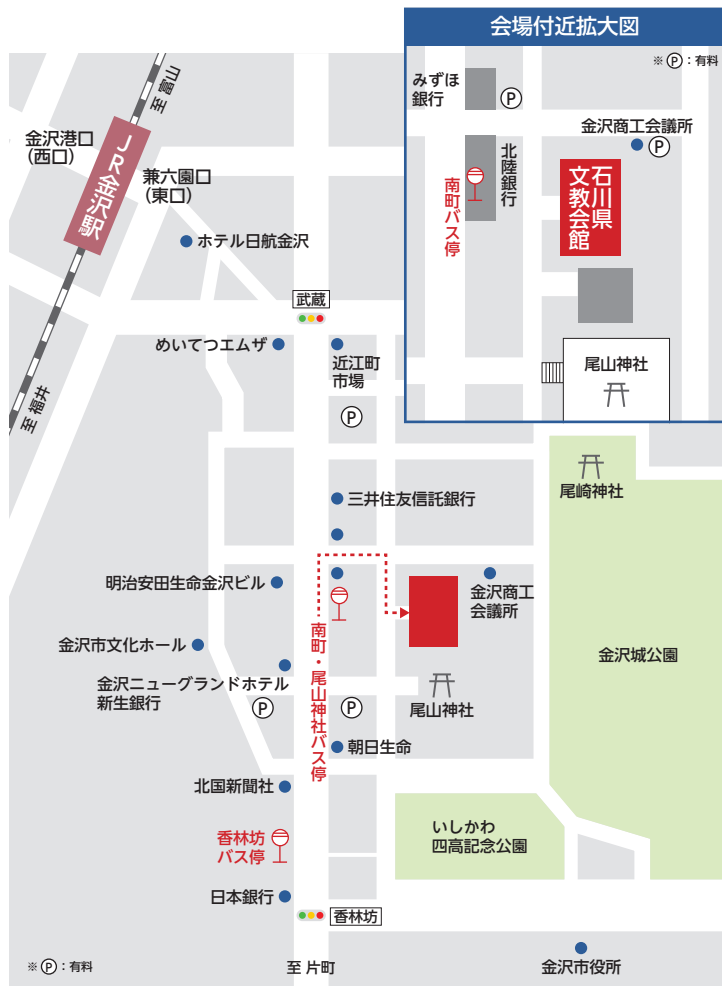 会場付近拡大図
※Ⓟ：有料
みずほ
銀行
Ⓟ
金沢商工会議所
Ⓟ
北陸銀行
南町バス停
石川県
文教会館
尾山神社
至 富山
金沢港口
（西口）
JR金沢駅
兼六園口
（東口）
ホテル日航金沢
武蔵
めいてつエムザ
近江町
市場
Ⓟ
至 福井
尾崎神社
三井住友信託銀行
明治安田生命金沢ビル
金沢商工
会議所
金沢市文化ホール
南町・尾山神社バス停
金沢城公園
金沢ニューグランドホテル
新生銀行
Ⓟ
Ⓟ
尾山神社
朝日生命
北国新聞社
いしかわ
四高記念公園
香林坊
バス停
日本銀行
香林坊
※Ⓟ：有料
至 片町
金沢市役所